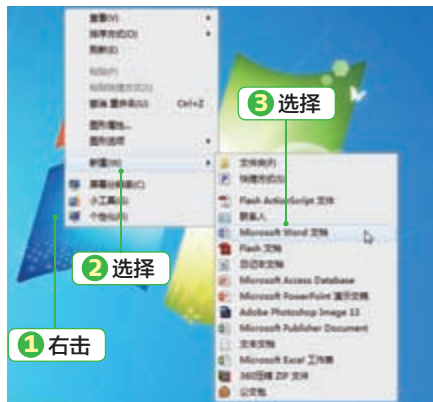 查看(V)
排序方式(O)
刷新(E)
粘贴(P)
粘贴快捷方式(S)
撤消 重命名(U) Ctrl+Z
图形属性...
图形选项
新建(W)
屏幕分辨率(C)
小工具(G)
个性化(R)
3 选择
文件夹(F)
快捷方式(S)
Flash ActionScript 文件
联系人
Microsoft Word 文档
Flash 文档
日记本文档
Microsoft Access Database
Microsoft PowerPoint 演示文稿
Adobe Photoshop Image 13
Microsoft Publisher Document
文本文档
Microsoft Excel 工作表
360压缩 ZIP 文件
公文包
2 选择
1 右击